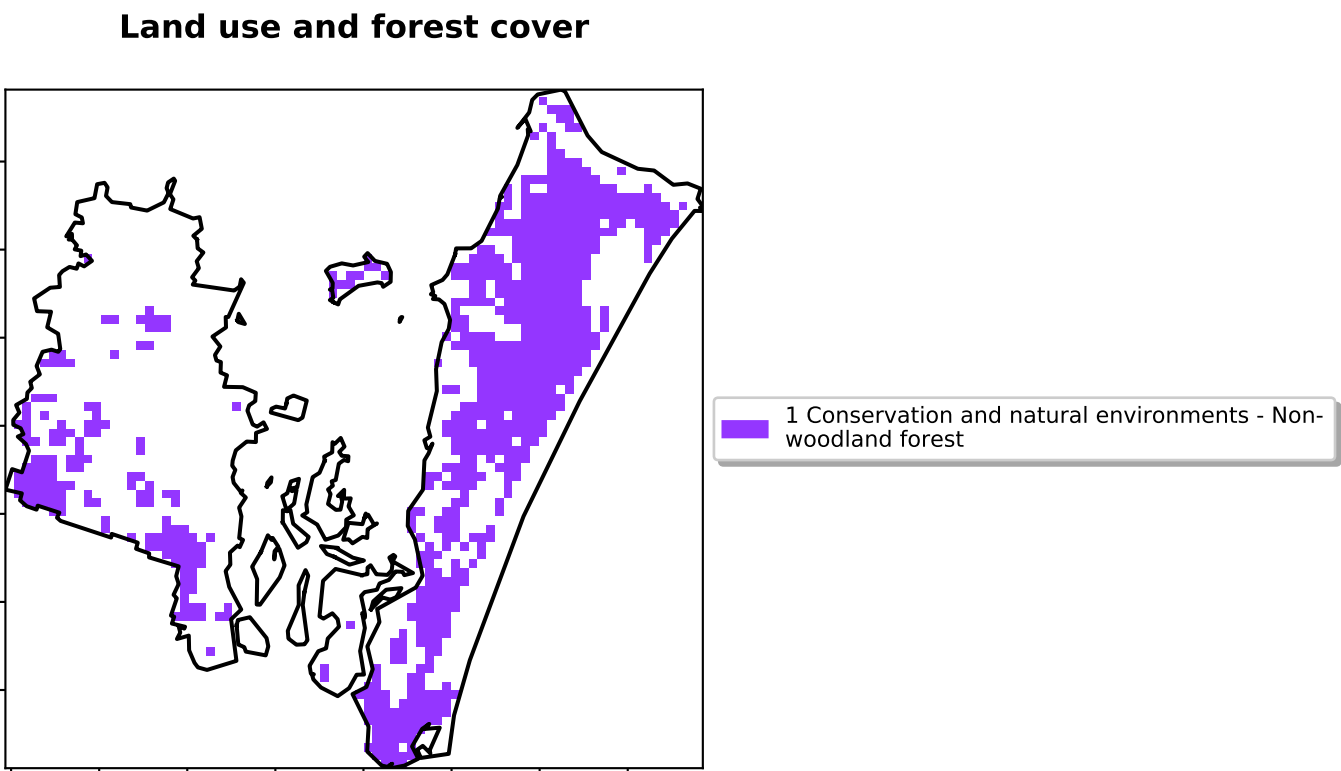 Land use and forest cover
1 Conservation and natural environments - Non-
woodland forest